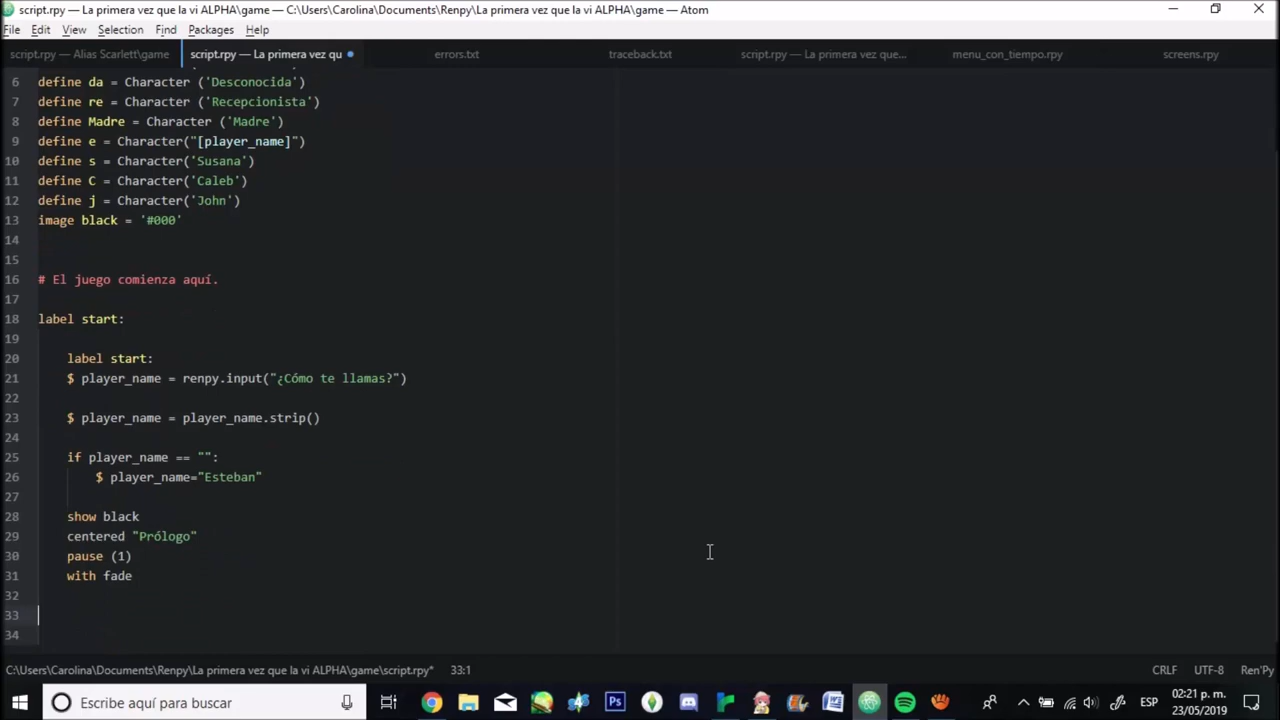 script.rpy — La primera vez que la vi ALPHA\game — C:\Users\Carolina\Documents\Renpy\La primera vez que la vi ALPHA\game — Atom
File View Selection Find Packages Help
script.rpy — Alias Scarlett\game script.rpy — La primera vez qu errors.txt traceback.txt script.rpy — La primera vez que... menu_con_tiempo.rpy screens.rpy
6 define da = Character ('Desconocida')
7 define re = Character ('Recepcionista')
8 define Madre = Character ('Madre')
9 define e = Character("[player_name]")
10 define s = Character('Susana')
11 define C = Character('Caleb')
12 define j = Character('John')
13 image black = '#000'
14
15
16 # El juego comienza aquí.
17
18 label start:
19
20 label start:
21 $ player_name = renpy.input("¿Cómo te llamas?")
22
23 $ player_name = player_name.strip()
24
25 if player_name == "":
26 $ player_name="Esteban"
27
28 show black
29 centered "Prólogo"
30 pause (1)
31 with fade
32
33
34
C:\Users\Carolina\Documents\Renpy\La primera vez que la vi ALPHA\game\script.rpy* 33:1 CRLF UTF-8 Ren'Py
Escribe aquí para buscar Ps ESP 02:21 p. m.
23/05/2019